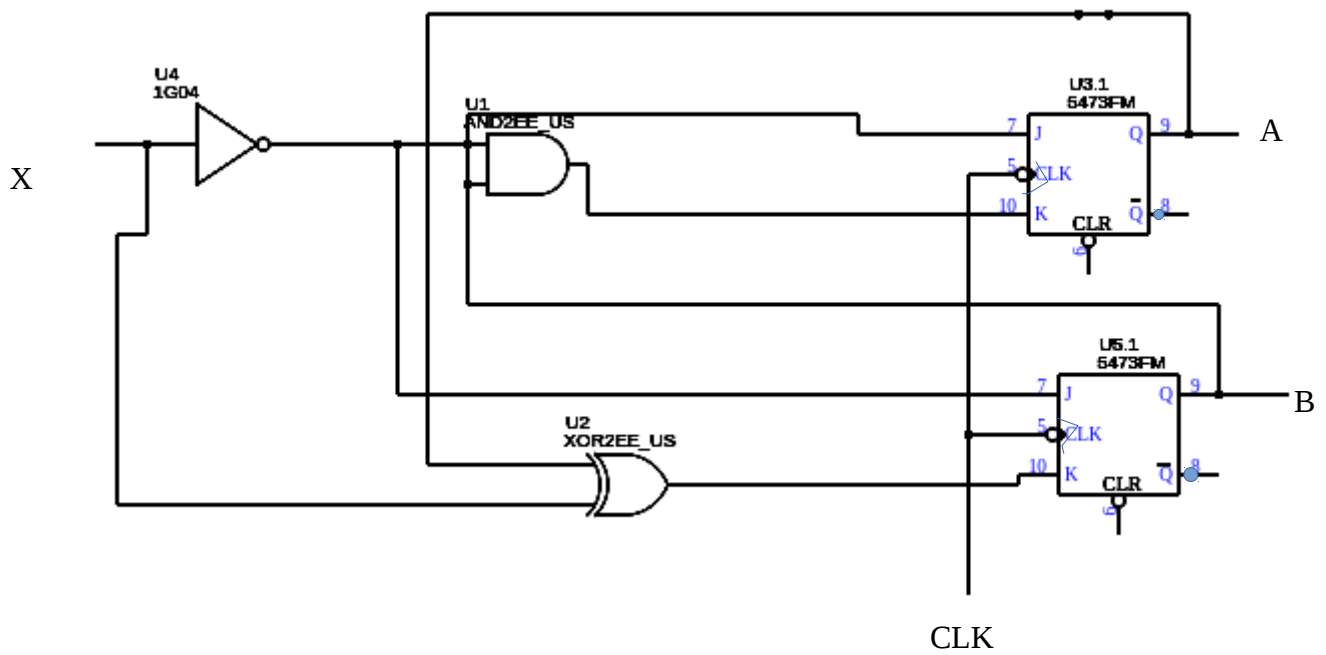 U4
1G04
X
U1
AND2EE_US
U3.1
5473FM
7
J
Q
9
A
5
CLK
10
K
Q
8
CLR
6
U5.1
5473FM
7
J
Q
9
B
U2
XOR2EE_US
5
CLK
10
K
Q
8
CLR
6
CLK